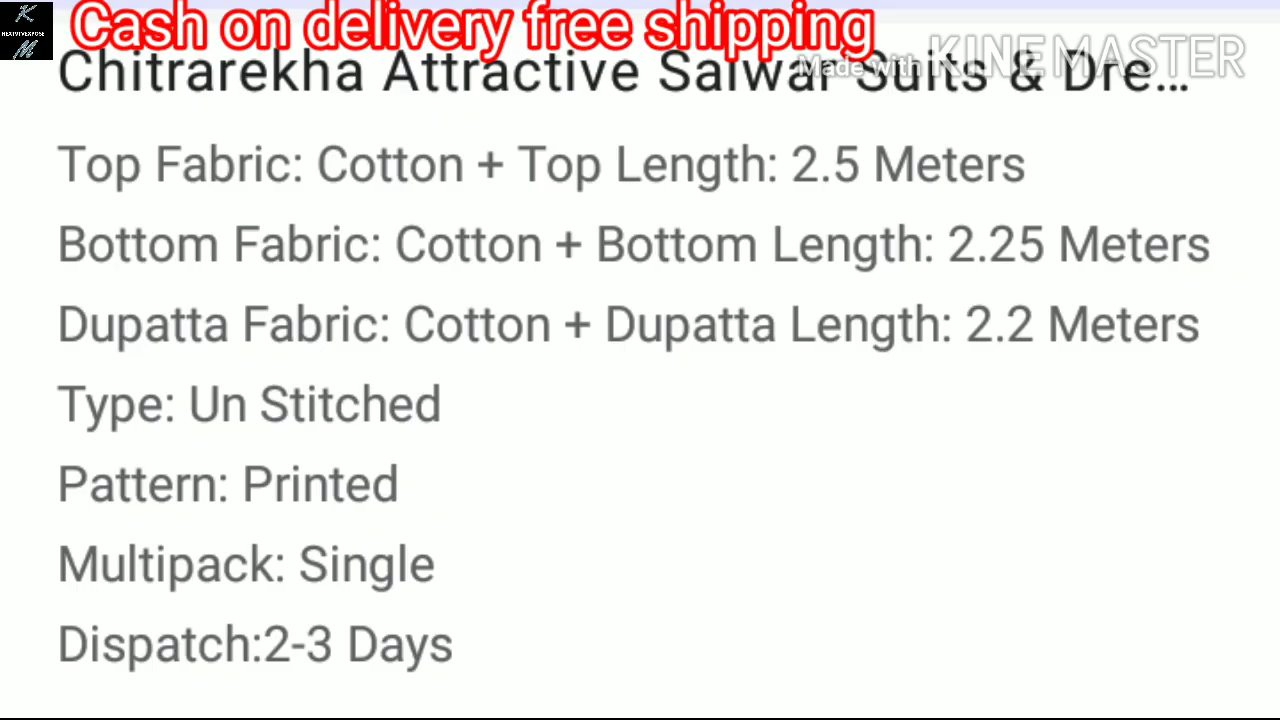 Cash on delivery free shipping
Made with KINEMASTER
Chitrarekha Attractive Salwar Suits & Dre...
Top Fabric: Cotton + Top Length: 2.5 Meters
Bottom Fabric: Cotton + Bottom Length: 2.25 Meters
Dupatta Fabric: Cotton + Dupatta Length: 2.2 Meters
Type: Un Stitched
Pattern: Printed
Multipack: Single
Dispatch:2-3 Days